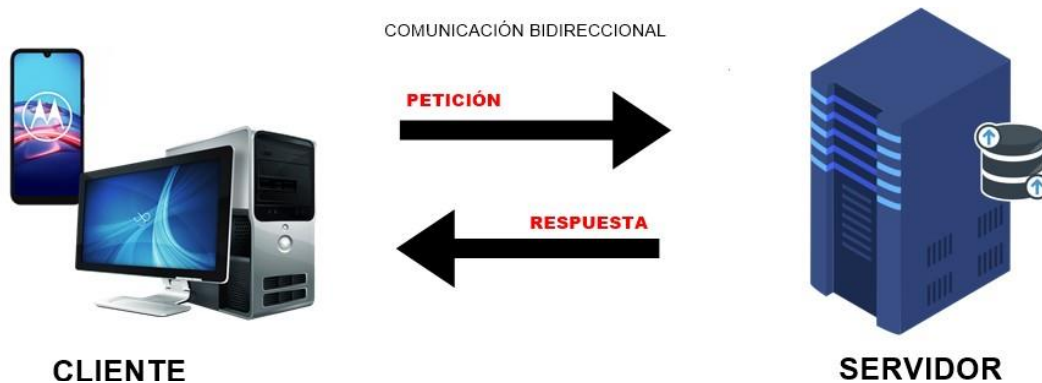 COMUNICACIÓN BIDIRECCIONAL
PETICIÓN
RESPUESTA
CLIENTE
SERVIDOR